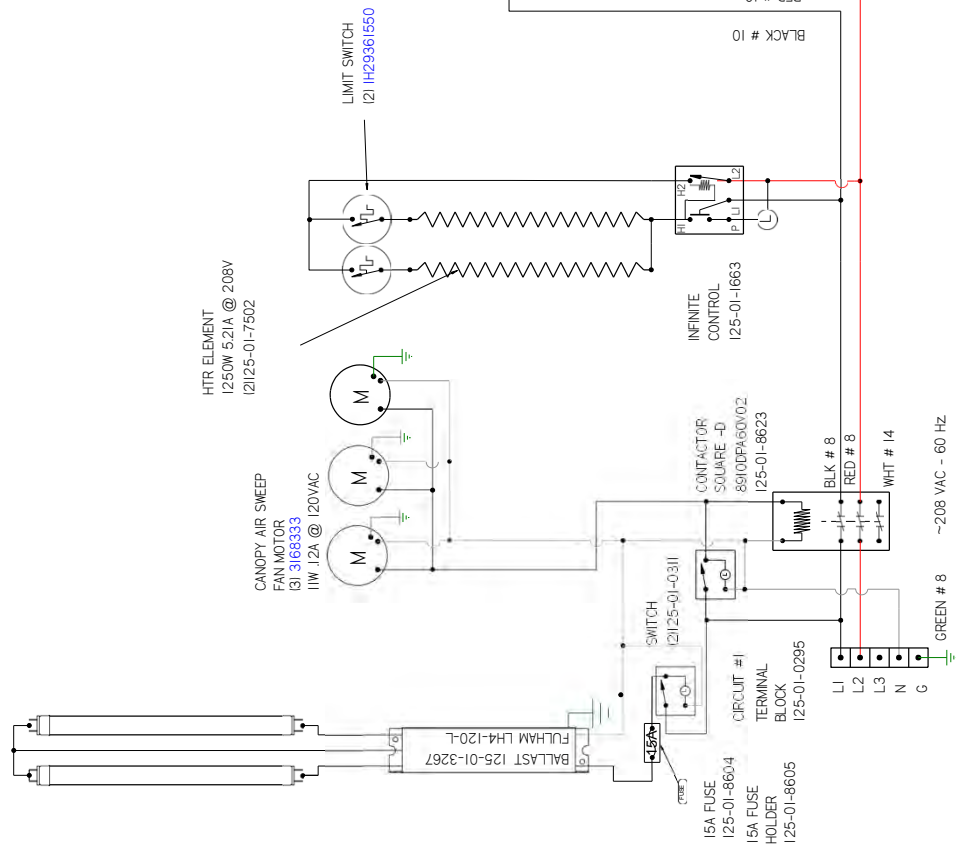 BLACK # 10
LIMIT SWITCH
(2) 1H29361550
H2
L2
H1
L1
P
L
INFINITE
CONTROL
125-01-1663
HTR ELEMENT
1250W 5.21A @ 208V
(2)125-01-7502
M
M
M
CANOPY AIR SWEEP
FAN MOTOR
(3) 3168333
11W .12A @ 120VAC
CONTACTOR
SQUARE -D
8910DPA60V02
125-01-8623
BLK # 8
RED # 8
WHT # 14
~208 VAC - 60 Hz
SWITCH
(2)125-01-0311
L
L
CIRCUIT #1
TERMINAL
BLOCK
125-01-0295
L1
L2
L3
N
G
GREEN # 8
BALLAST 125-01-3267
FULHAM LH4-120-L
15A
FUSE
15A FUSE
125-01-8604
15A FUSE
HOLDER
125-01-8605